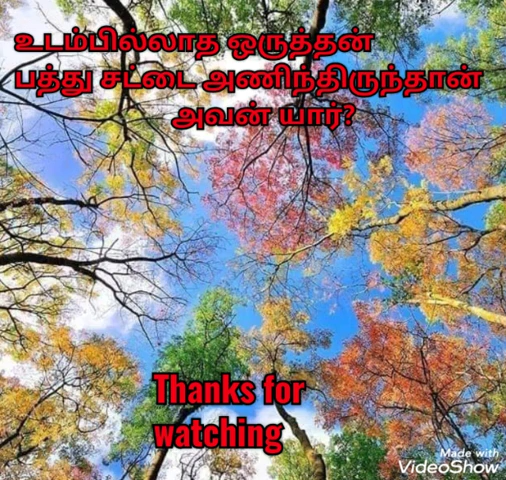 உடம்பில்லாத ஒருத்தன்
பத்து சட்டை அணிந்திருந்தான்
அவன் யார்?
Thanks for
watching
Made with
VideoShow